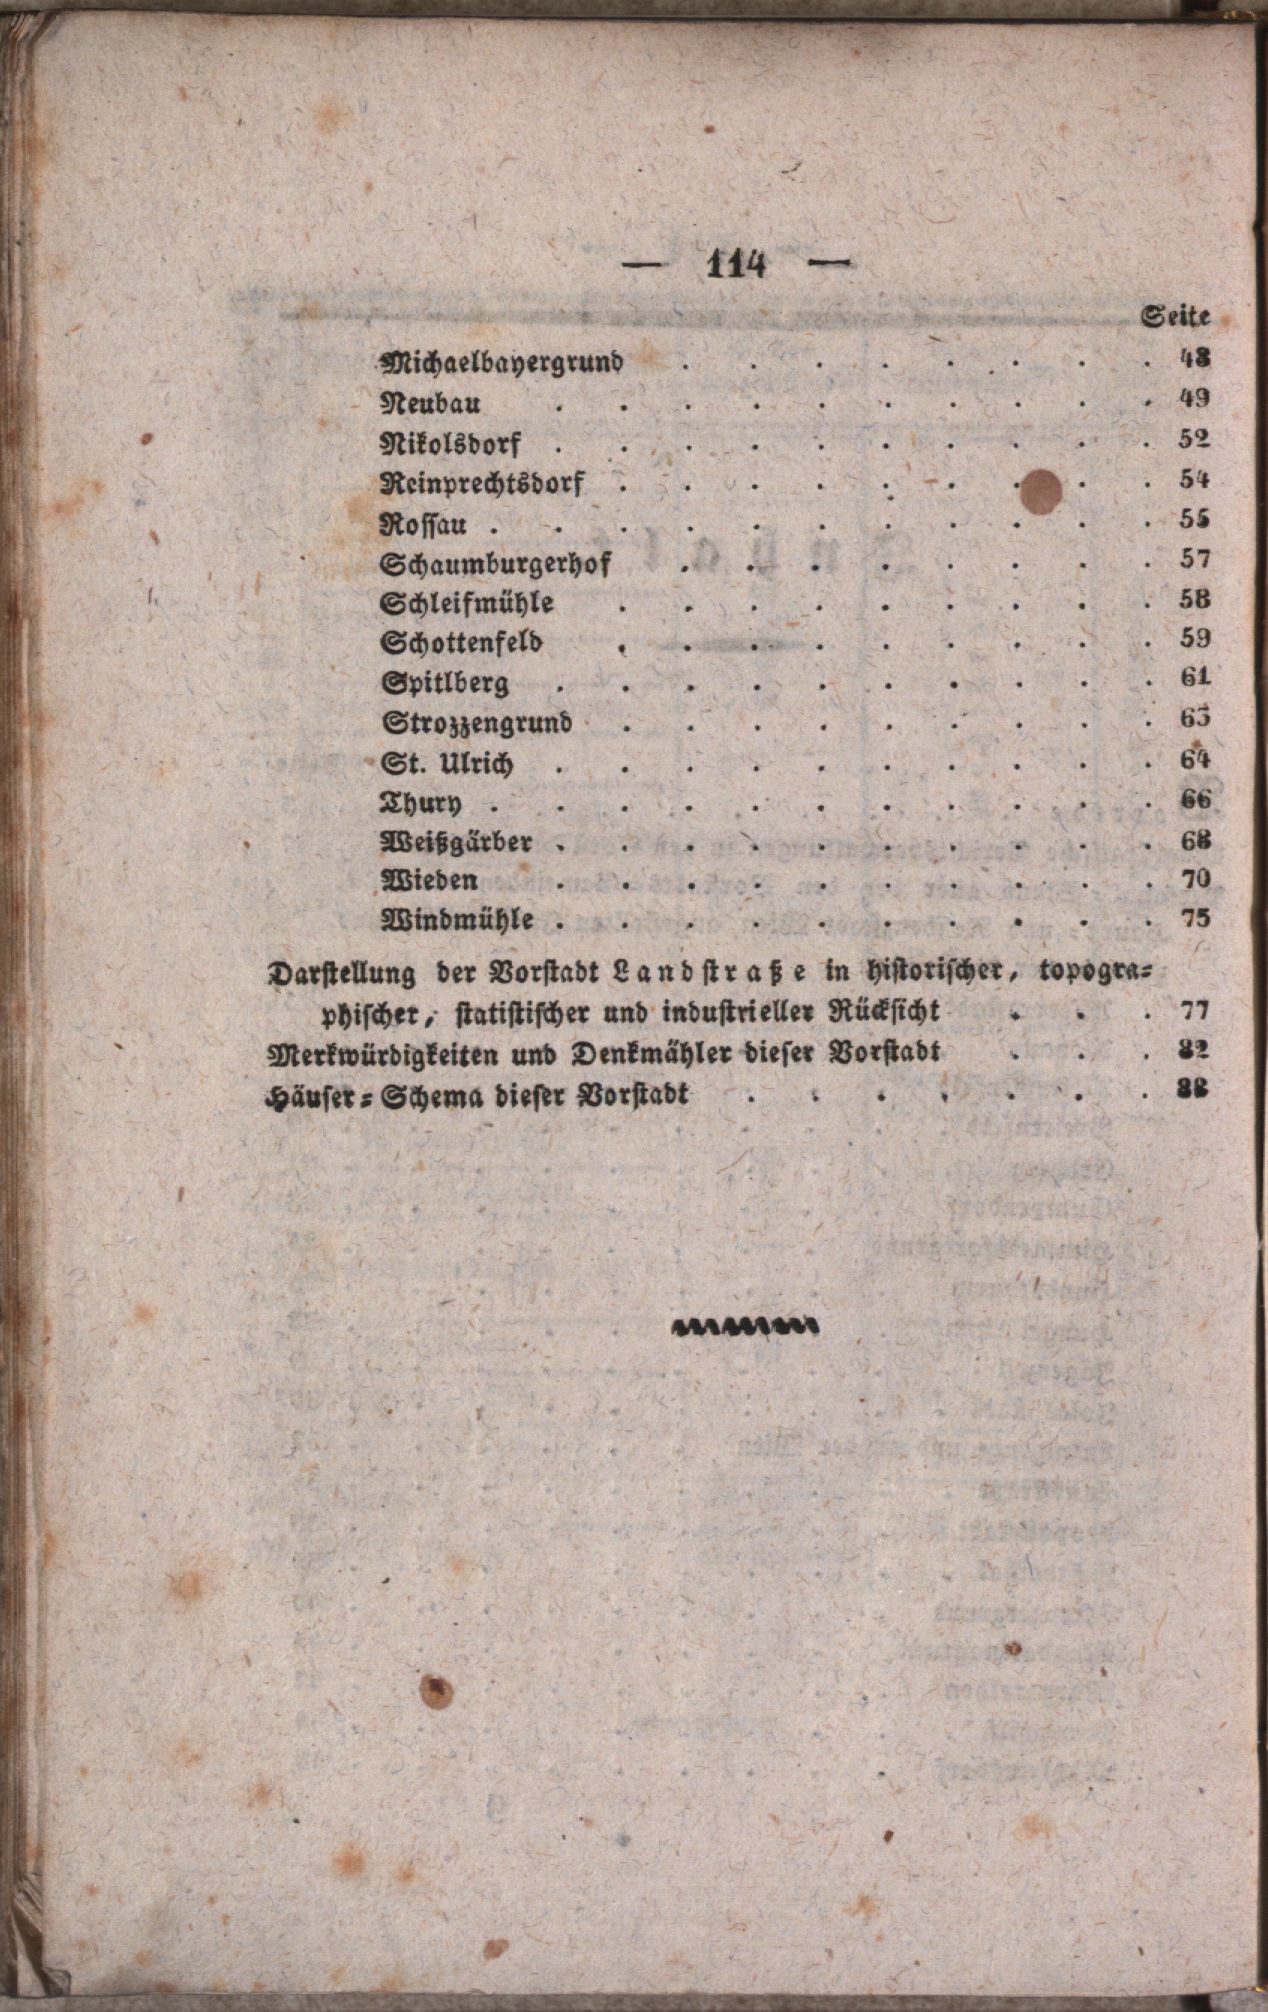 — 114 —
Seite
Michaelbayergrund . . . . . . . . 48
Neubau . . . . . . . . . . 49
Nikolsdorf . . . . . . . . . . 52
Reinprechtsdorf . . . . . . . . . 54
Rossau . . . . . . . . . . . 55
Schaumburgerhof . . . . . . . . 57
Schleifmühle . . . . . . . . . 58
Schottenfeld . . . . . . . . . 59
Spitlberg . . . . . . . . . . 61
Strozzengrund . . . . . . . . . 63
St. Ulrich . . . . . . . . . . 64
Thury . . . . . . . . . . . 66
Weißgärber . . . . . . . . . . 68
Wieden . . . . . . . . . . 70
Windmühle . . . . . . . . . . 75
Darstellung der Vorstadt Landstraße in historischer, topogra-
phischer, statistischer und industrieller Rücksicht . . . 77
Merkwürdigkeiten und Denkmähler dieser Vorstadt . . . 82
Häuser-Schema dieser Vorstadt . . . . . . . 88